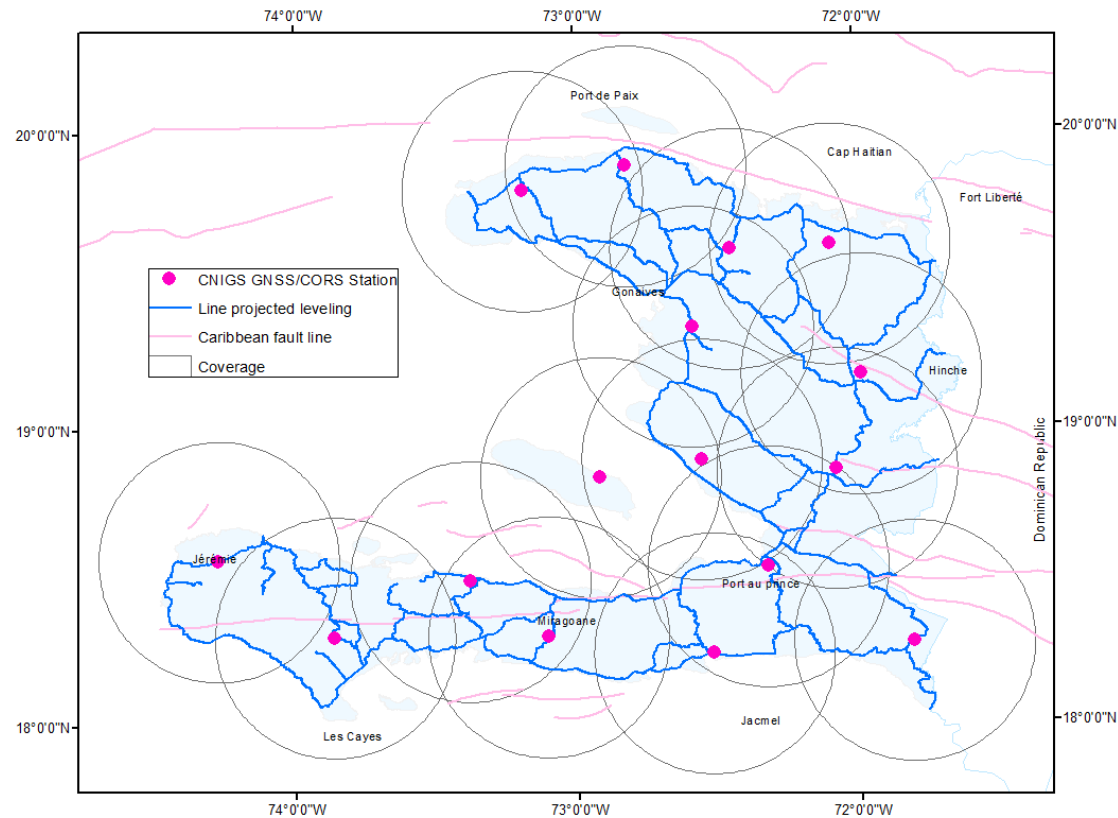 74°0'0"W
73°0'0"W
72°0'0"W
Port de Paix
20°0'0"N
20°0'0"N
Cap Haitian
Fort Liberté
CNIGS GNSS/CORS Station
Line projected leveling
Caribbean fault line
Coverage
Gonaives
Hinche
19°0'0"N
19°0'0"N
Dominican Republic
Jérémie
Port au prince
Miragoane
18°0'0"N
18°0'0"N
Jacmel
Les Cayes
74°0'0"W
73°0'0"W
72°0'0"W